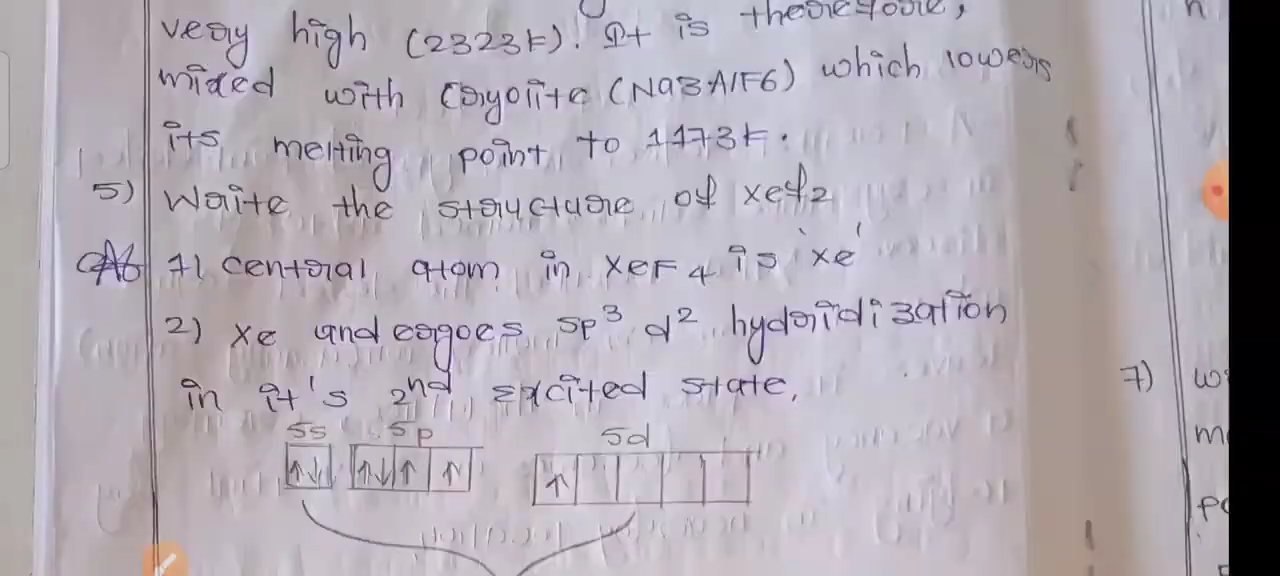 very high (2323k). It is therefore,
mixed with Cryolite (Na3AlF6) which lowers
its melting point to 1173k.
5) Write the structure of xef2
A) 1) central atom in XeF4 is 'xe'
2) xe undergoes sp³ d² hydridization
in it's 2nd excited state.
5s 5p 5d
↑↓ ↑↓ ↑ ↑ ↑
7) w
m